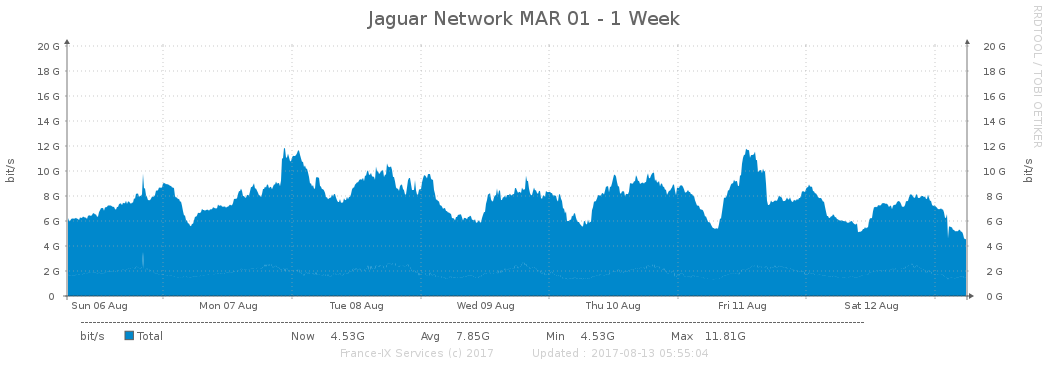 Jaguar Network MAR 01 - 1 Week
RRDTOOL / TOBI OETIKER
bit/s
20 G
18 G
16 G
14 G
12 G
10 G
8 G
6 G
4 G
2 G
0
20 G
18 G
16 G
14 G
12 G
10 G
8 G
6 G
4 G
2 G
0 G
bit/s
Sun 06 Aug Mon 07 Aug Tue 08 Aug Wed 09 Aug Thu 10 Aug Fri 11 Aug Sat 12 Aug
bit/s Total Now 4.53G Avg 7.85G Min 4.53G Max 11.81G
France-IX Services (c) 2017 Updated : 2017-08-13 05:55:04